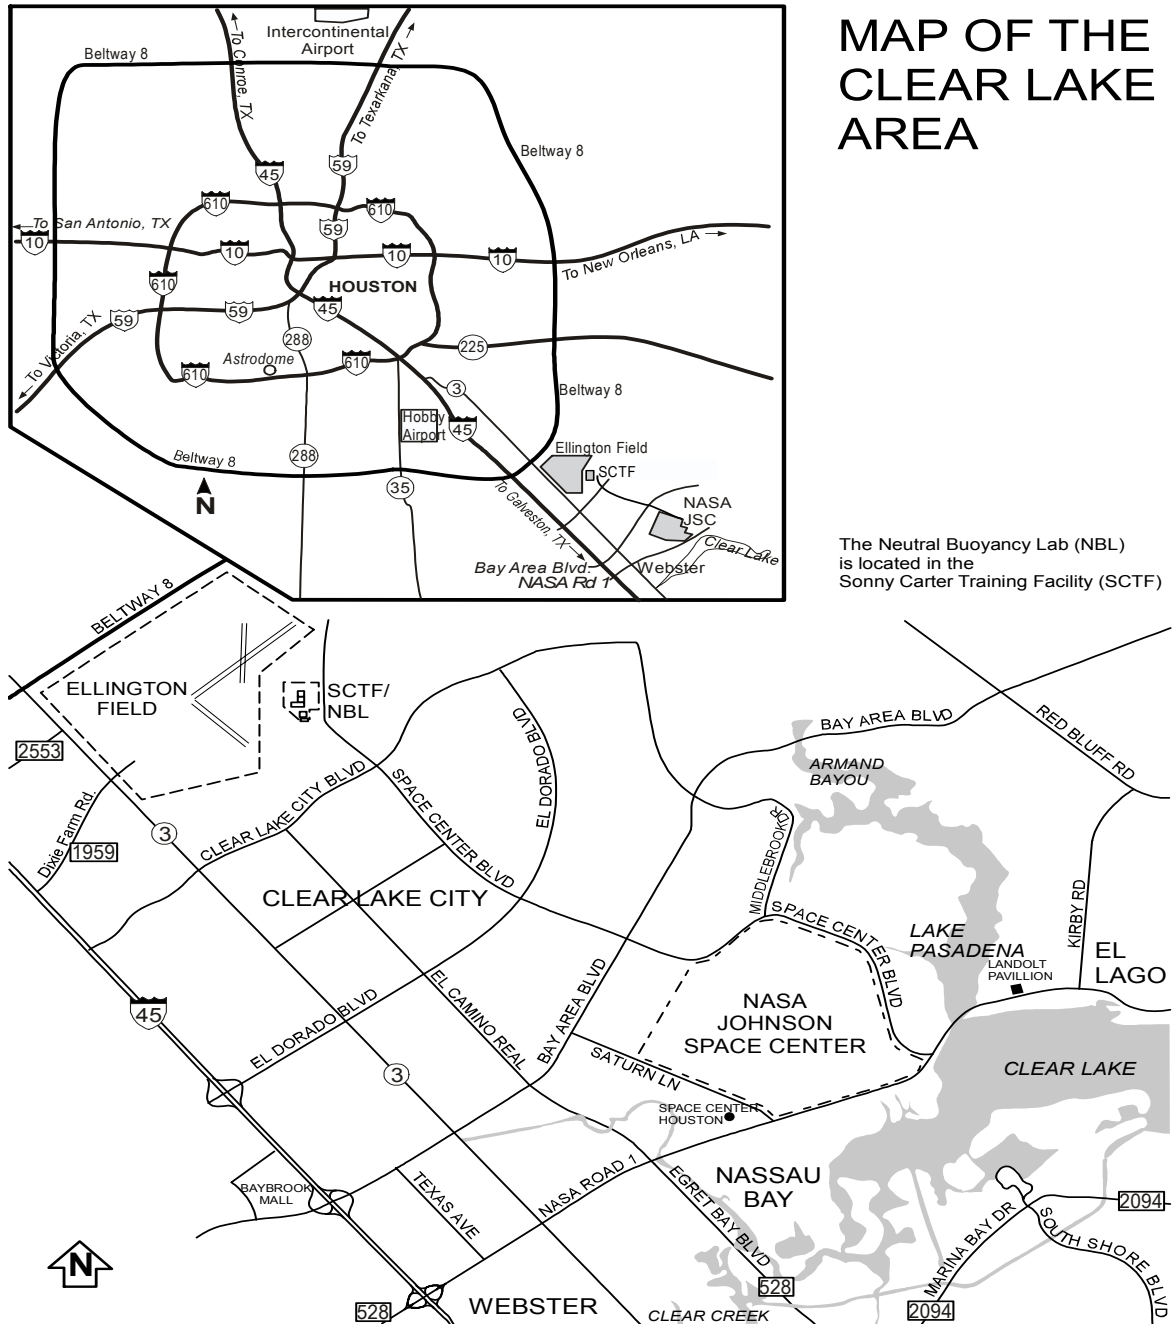 MAP OF THE
CLEAR LAKE
AREA
Intercontinental
Airport
Beltway 8
To Conroe, TX
To Texarkana, TX
Beltway 8
45
59
610
610
To San Antonio, TX
59
10
10
10
10
To New Orleans, LA
610
HOUSTON
59
59
45
To Victoria, TX
288
225
Astrodome
610
610
3
Beltway 8
Hobby
Airport
45
Ellington Field
Beltway 8
288
SCTF
35
N
To Galveston, TX
NASA
JSC
Clear Lake
Bay Area Blvd.
Webster
NASA Rd 1
The Neutral Buoyancy Lab (NBL)
is located in the
Sonny Carter Training Facility (SCTF)
BELTWAY 8
ELLINGTON
FIELD
SCTF/
NBL
2553
EL DORADO BLVD
BAY AREA BLVD
RED BLUFF RD
ARMAND
BAYOU
CLEAR LAKE CITY BLVD
SPACE CENTER BLVD
Dixie Farm Rd.
3
1959
MIDDLEBROOK DR
CLEAR LAKE CITY
SPACE CENTER BLVD
KIRBY RD
LAKE
PASADENA
LANDOLT
PAVILLION
EL
LAGO
45
EL DORADO BLVD
EL CAMINO REAL
BAY AREA BLVD
NASA
JOHNSON
SPACE CENTER
SATURN LN
CLEAR LAKE
3
SPACE CENTER
HOUSTON
BAYBROOK
MALL
TEXAS AVE
NASA ROAD 1
EGRET BAY BLVD
NASSAU
BAY
MARINA BAY DR
2094
SOUTH SHORE BLVD
N
528
528
WEBSTER
CLEAR CREEK
2094